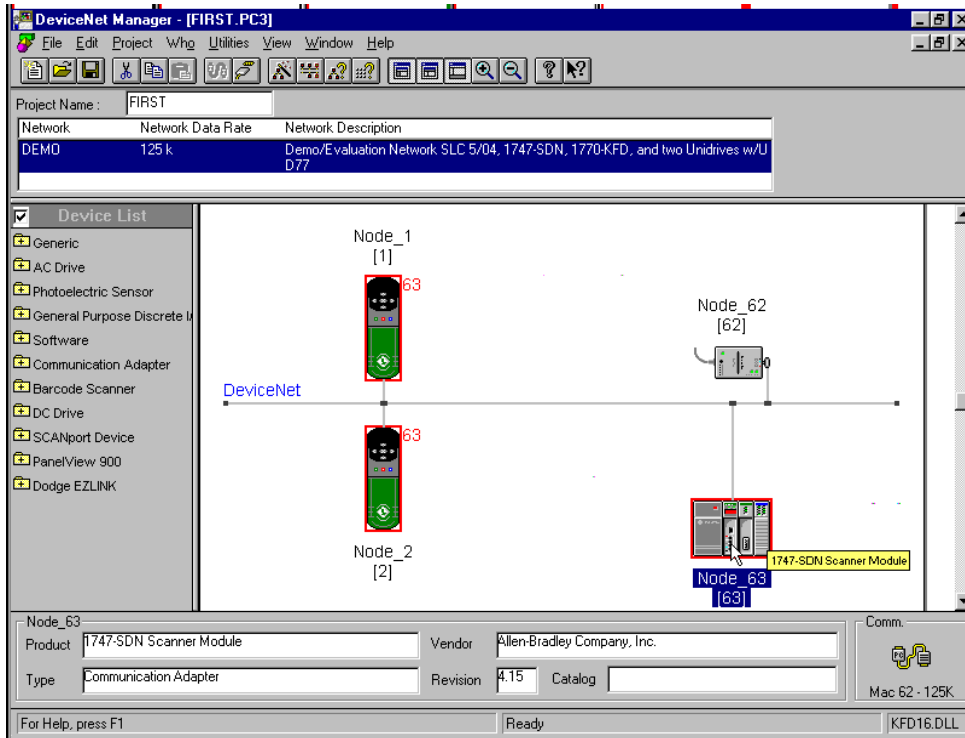 DeviceNet Manager - [FIRST.PC3]
File Edit Project Who Utilities View Window Help
Project Name : FIRST
Network Network Data Rate Network Description
DEMO 125 k Demo/Evaluation Network SLC 5/04, 1747-SDN, 1770-KFD, and two Unidrives w/U
D77
Device List
Generic
AC Drive
Photoelectric Sensor
General Purpose Discrete I/
Software
Communication Adapter
Barcode Scanner
DC Drive
SCANport Device
PanelView 900
Dodge EZLINK
Node_1
[1]
63
Node_62
[62]
DeviceNet
63
Node_2
[2]
1747-SDN Scanner Module
Node_63
[63]
Node_63
Product 1747-SDN Scanner Module Vendor Allen-Bradley Company, Inc.
Type Communication Adapter Revision 4.15 Catalog
Comm.
Mac 62 - 125K
For Help, press F1 Ready KFD16.DLL